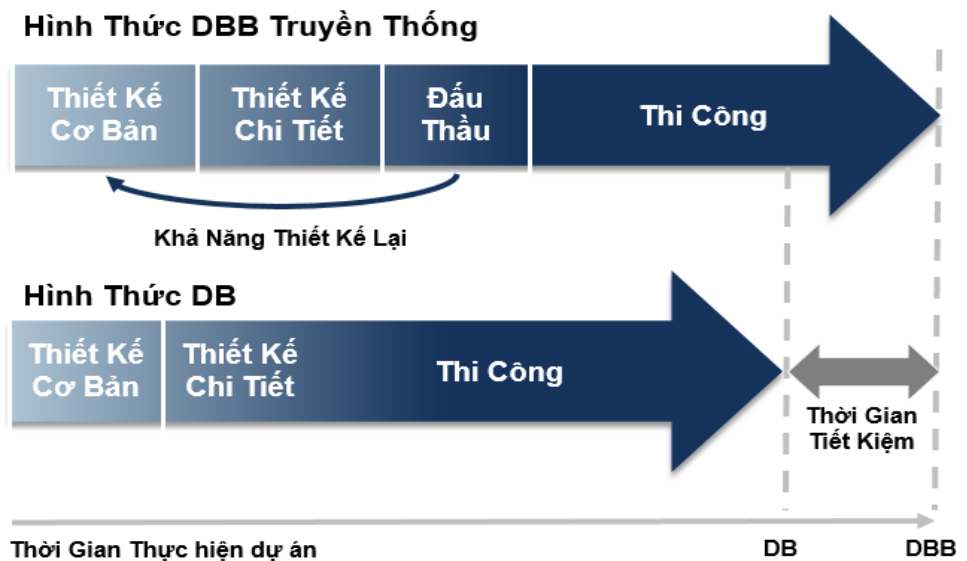 Hình Thức DBB Truyền Thống
Thiết Kế
Cơ Bản
Thiết Kế
Chi Tiết
Đấu
Thầu
Thi Công
Khả Năng Thiết Kế Lại
Hình Thức DB
Thiết Kế
Cơ Bản
Thiết Kế
Chi Tiết
Thi Công
Thời Gian
Tiết Kiệm
Thời Gian Thực hiện dự án
DB
DBB